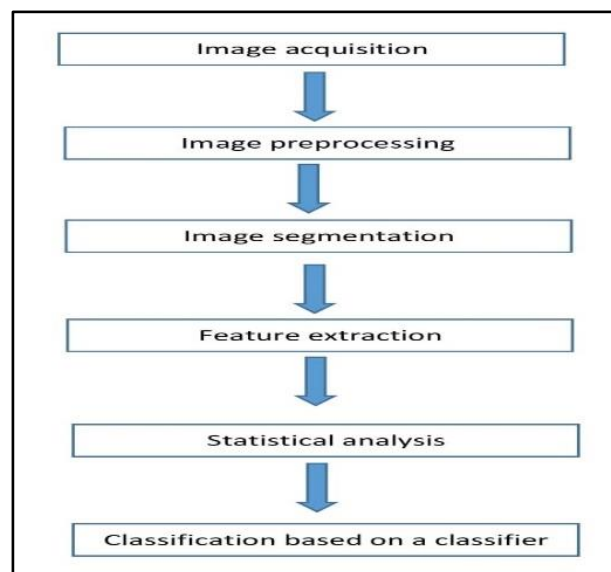 Image acquisition
Image preprocessing
Image segmentation
Feature extraction
Statistical analysis
Classification based on a classifier